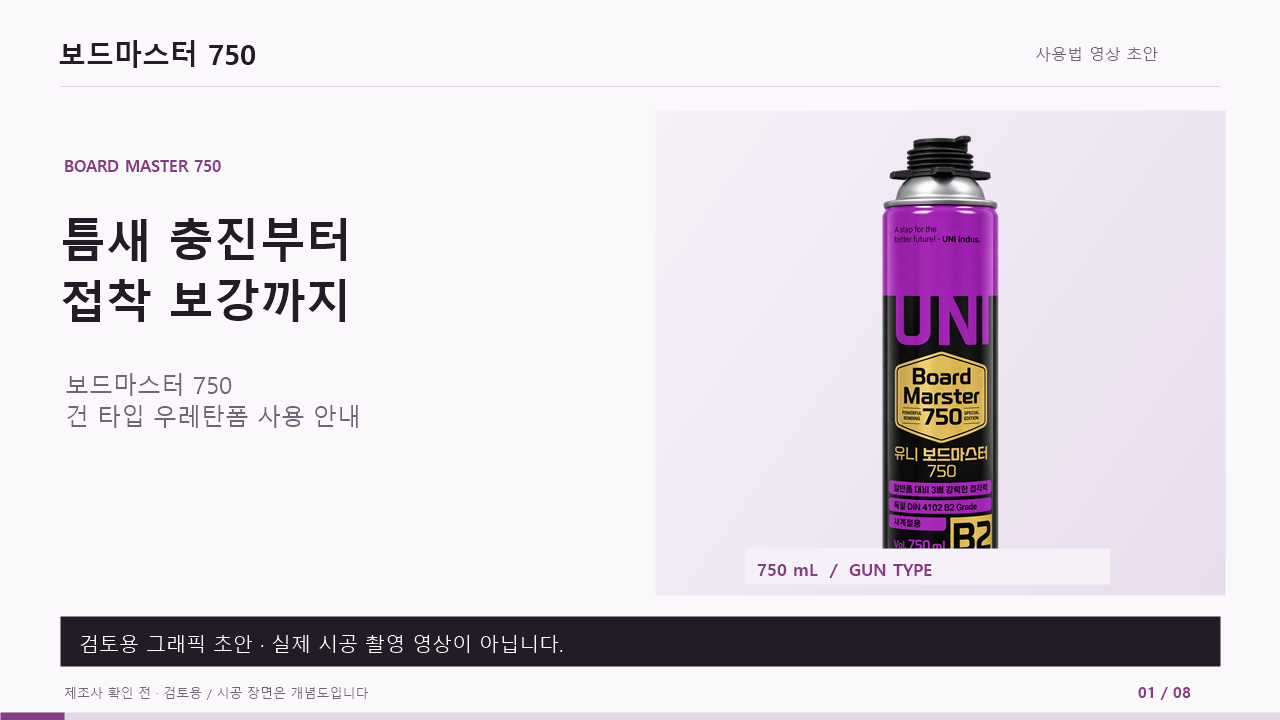 보드마스터 750
사용법 영상 초안
BOARD MASTER 750
틈새 충진부터
접착 보강까지
보드마스터 750
건 타입 우레탄폼 사용 안내
A step for the
better future! - UNI Indus.
UNI
Board
Marster
POWERFUL
BONDING
750
SPECIAL
EDITION
유니 보드마스터
750
일반폼 대비 3배 강력한 접착력
독일 DIN 4102 B2 Grade
사계절용
Vol. 750 ml
B2
750 mL / GUN TYPE
검토용 그래픽 초안 · 실제 시공 촬영 영상이 아닙니다.
제조사 확인 전 · 검토용 / 시공 장면은 개념도입니다
01 / 08